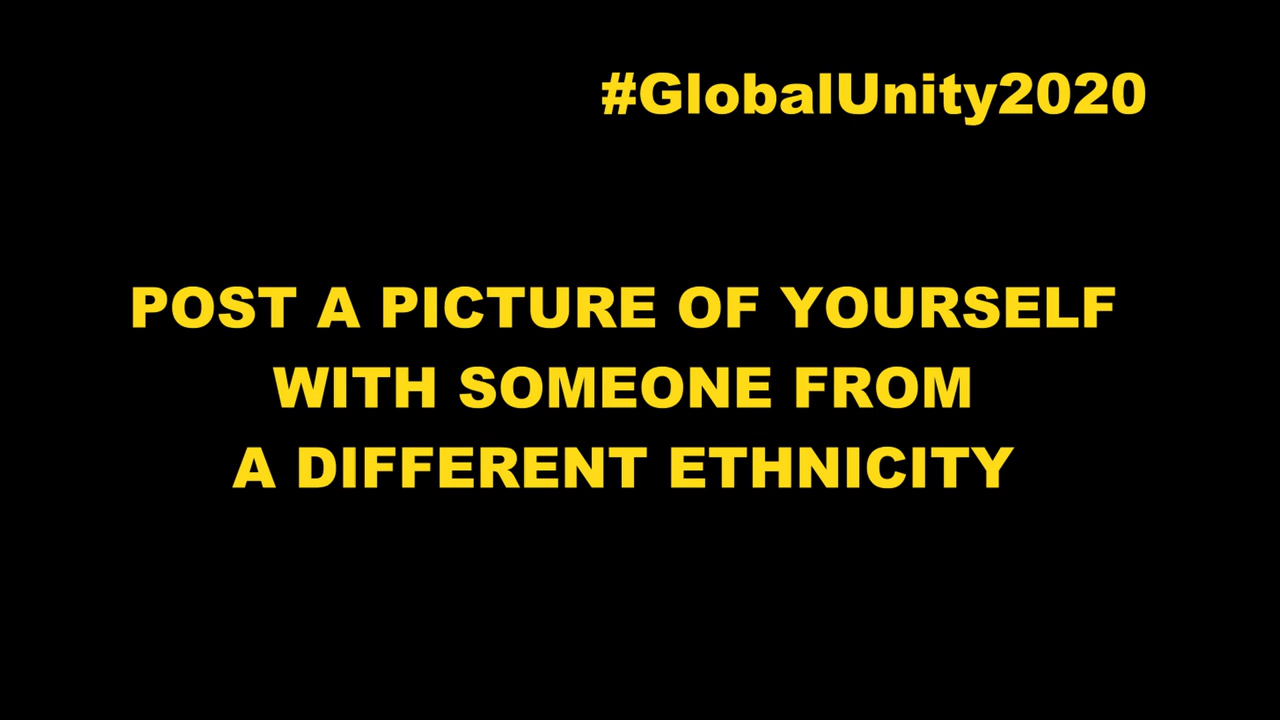 #GlobalUnity2020
POST A PICTURE OF YOURSELF
WITH SOMEONE FROM
A DIFFERENT ETHNICITY